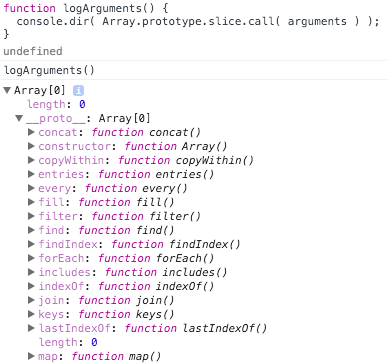 function logArguments() {
  console.dir( Array.prototype.slice.call( arguments ) );
}
undefined
logArguments()
Array[0] i
length: 0
__proto__: Array[0]
concat: function concat()
constructor: function Array()
copyWithin: function copyWithin()
entries: function entries()
every: function every()
fill: function fill()
filter: function filter()
find: function find()
findIndex: function findIndex()
forEach: function forEach()
includes: function includes()
indexOf: function indexOf()
join: function join()
keys: function keys()
lastIndexOf: function lastIndexOf()
length: 0
map: function map()